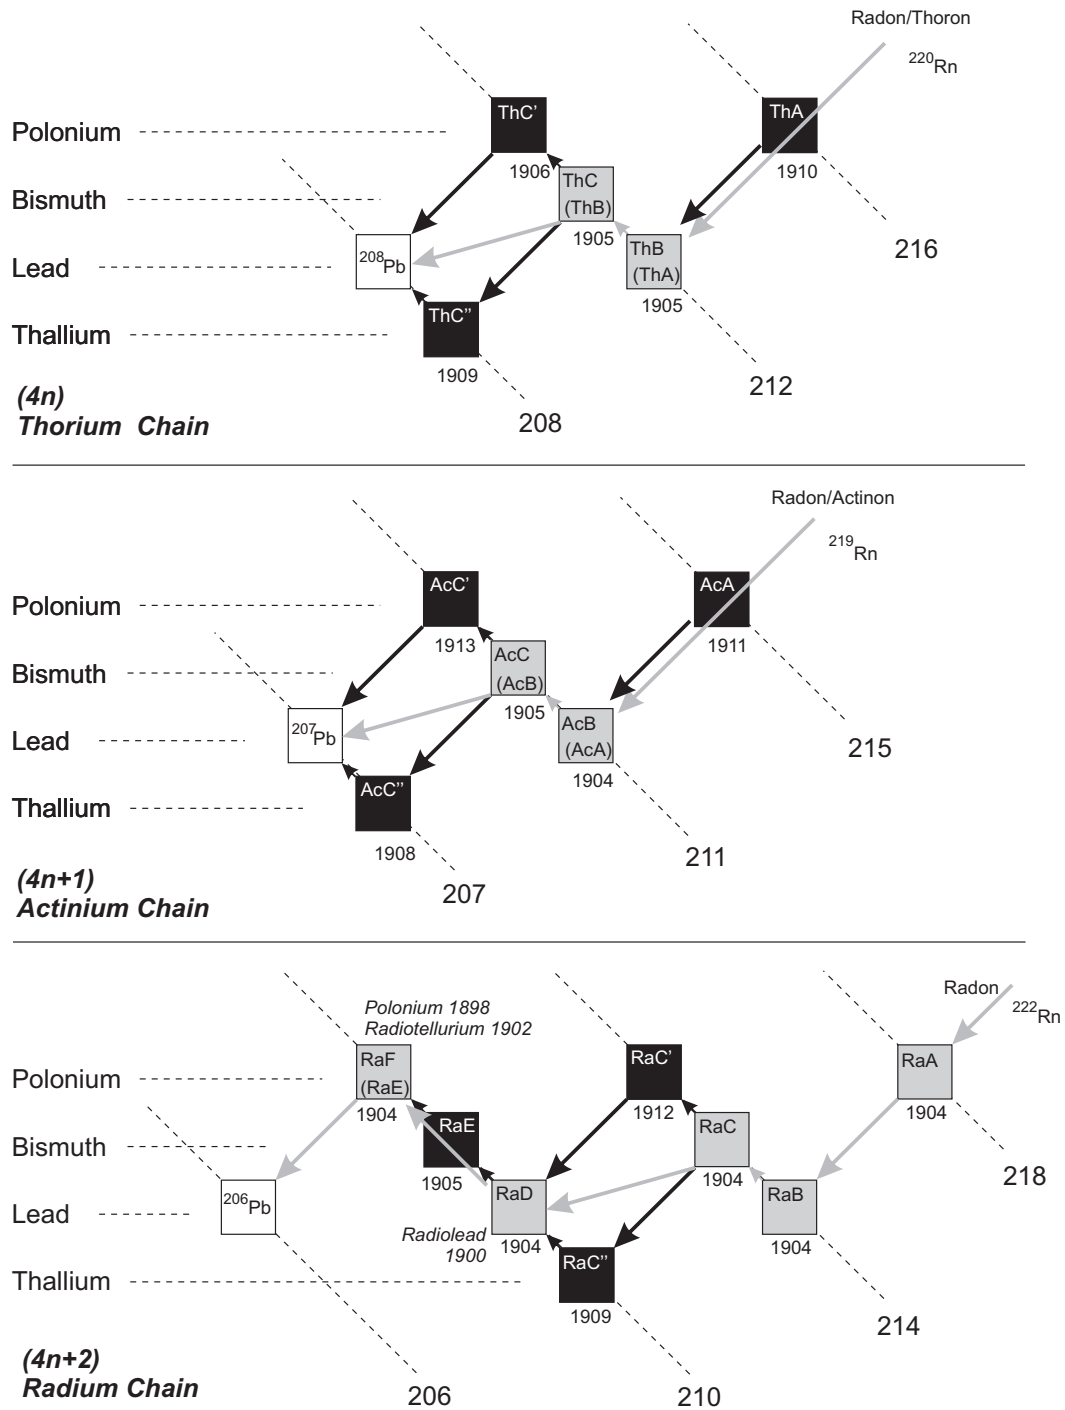 Radon/Thoron
220Rn
ThC’
ThA
Polonium
1906
1910
ThC
(ThB)
Bismuth
1905
216
208Pb
ThB
(ThA)
Lead
1905
ThC’’
Thallium
1909
212
208
(4n)
Thorium Chain
Radon/Actinon
219Rn
AcC’
AcA
Polonium
1913
1911
AcC
(AcB)
Bismuth
1905
207Pb
AcB
(AcA)
Lead
215
1904
AcC’’
Thallium
1908
211
207
(4n+1)
Actinium Chain
Radon
222Rn
Polonium 1898
Radiotellurium 1902
RaF
(RaE)
RaC’
RaA
Polonium
1904
1912
1904
RaE
RaC
Bismuth
1905
1904
218
206Pb
RaD
RaB
Lead
Radiolead
1900
1904
1904
RaC’’
Thallium
1909
214
(4n+2)
Radium Chain
206
210